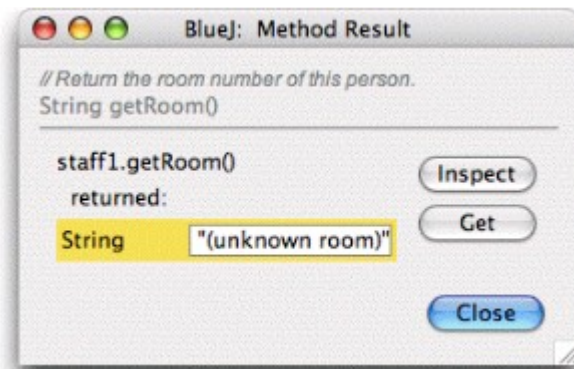 BlueJ: Method Result
// Return the room number of this person.
String getRoom()
staff1.getRoom()
returned:
String "(unknown room)"
Inspect
Get
Close